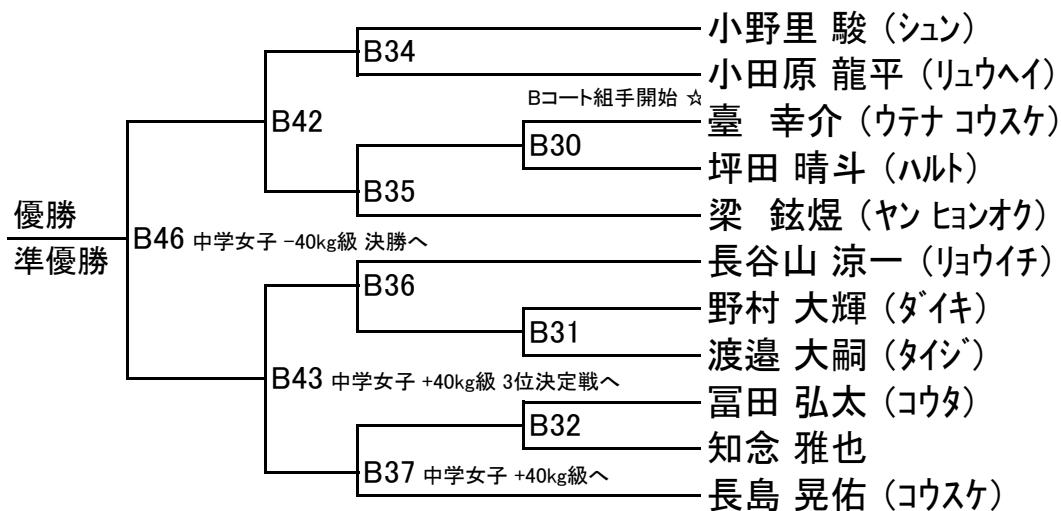 小野里 駿 (シュン)
B34
小田原 龍平 (リュウヘイ)
Bコート組手開始 ☆
B42
臺 幸介 (ウテナ コウスケ)
B30
坪田 晴斗 (ハルト)
B35
優勝
梁 鉉煜 (ヤン ヒョンオク)
B46 中学女子 -40kg級 決勝へ
準優勝
長谷山 涼一 (リョウイチ)
B36
野村 大輝 (ダイキ)
B31
渡邉 大嗣 (タイジ)
B43 中学女子 +40kg級 3位決定戦へ
冨田 弘太 (コウタ)
B32
知念 雅也
B37 中学女子 +40kg級へ
長島 晃佑 (コウスケ)